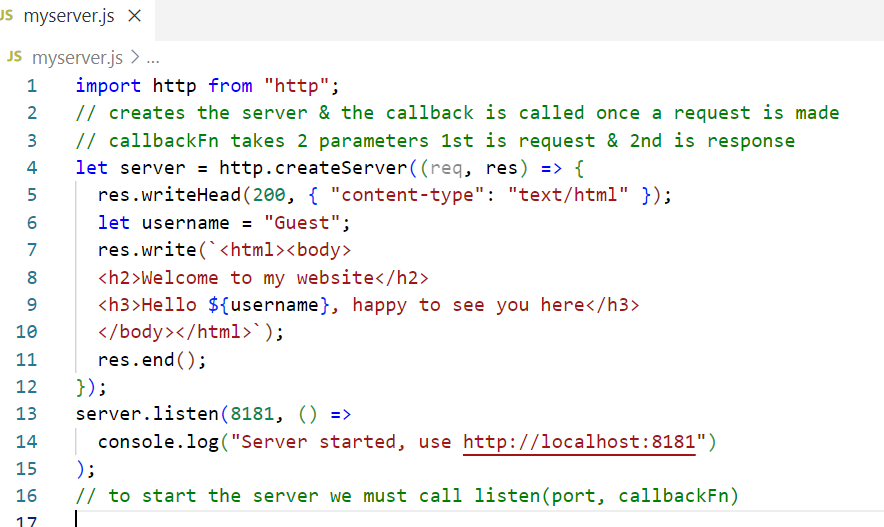 JS myserver.js ×
JS myserver.js > ...
1 import http from "http";
2 // creates the server & the callback is called once a request is made
3 // callbackFn takes 2 parameters 1st is request & 2nd is response
4 let server = http.createServer((req, res) => {
5   res.writeHead(200, { "content-type": "text/html" });
6   let username = "Guest";
7   res.write(`<html><body>
8   <h2>Welcome to my website</h2>
9   <h3>Hello ${username}, happy to see you here</h3>
10   </body></html>`);
11   res.end();
12 });
13 server.listen(8181, () =>
14   console.log("Server started, use http://localhost:8181")
15 );
16 // to start the server we must call listen(port, callbackFn)
17